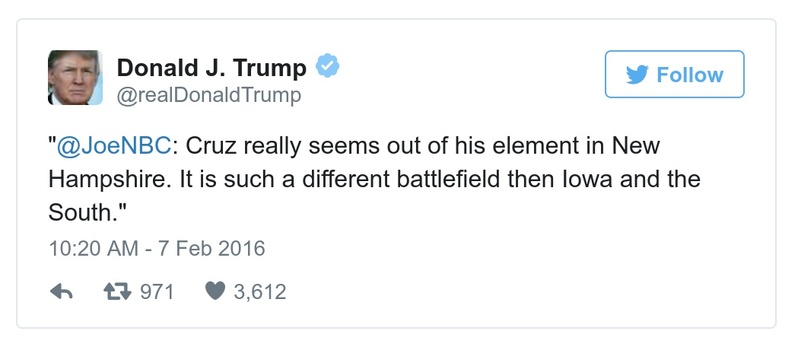 Donald J. Trump
@realDonaldTrump
Follow
"@JoeNBC: Cruz really seems out of his element in New
Hampshire. It is such a different battlefield then Iowa and the
South."
10:20 AM - 7 Feb 2016
971 3,612